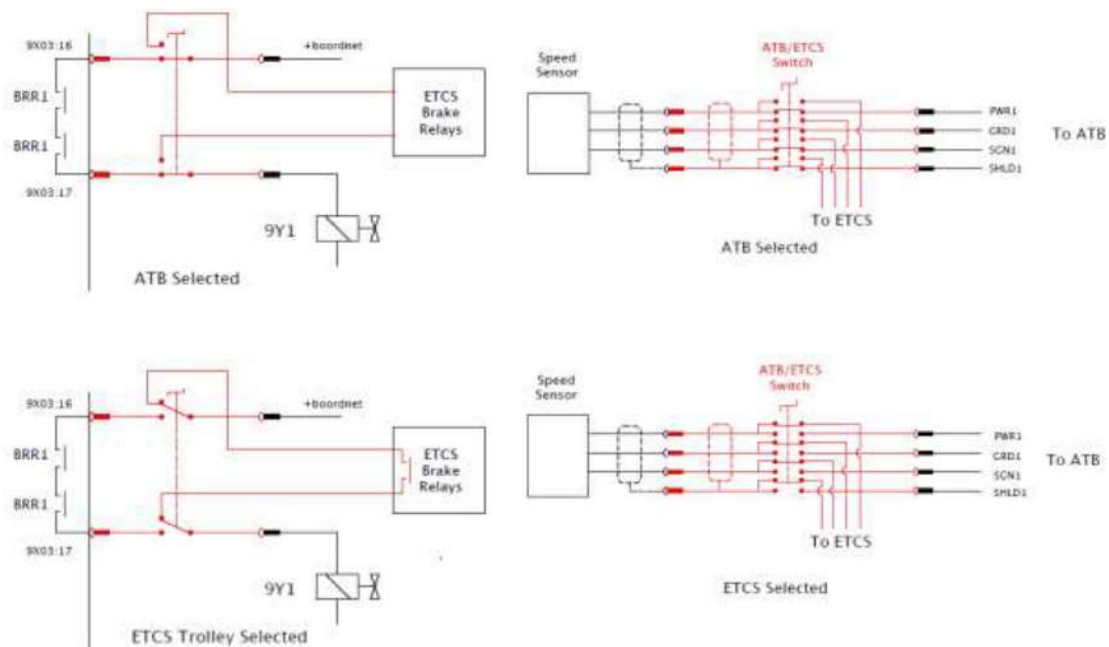 9X03:16
+boordnet
BRR1
BRR1
ETCS
Brake
Relays
9X03:17
9Y1
ATB Selected
Speed
Sensor
ATB/ETCS
Switch
PWR1
GRD1
SGN1
SHLD1
To ATB
To ETCS
ATB Selected
9X03:16
+boordnet
BRR1
BRR1
ETCS
Brake
Relays
9X03:17
9Y1
ETCS Trolley Selected
Speed
Sensor
ATB/ETCS
Switch
PWR1
GRD1
SGN1
SHLD1
To ATB
To ETCS
ETCS Selected